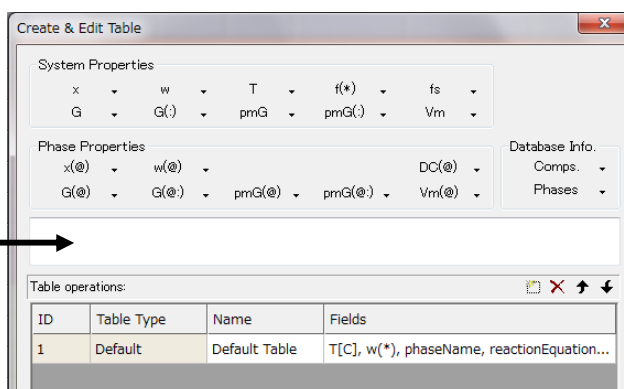 Create & Edit Table
x
System Properties
x w T f(*) fs
G G(:) pmG pmG(:) Vm
Phase Properties
Database Info.
x(@) w(@) DC(@) Comps.
G(@) G(@:) pmG(@) pmG(@:) Vm(@) Phases
Table operations:
ID Table Type Name Fields
1 Default Default Table T[C], w(*), phaseName, reactionEquation...